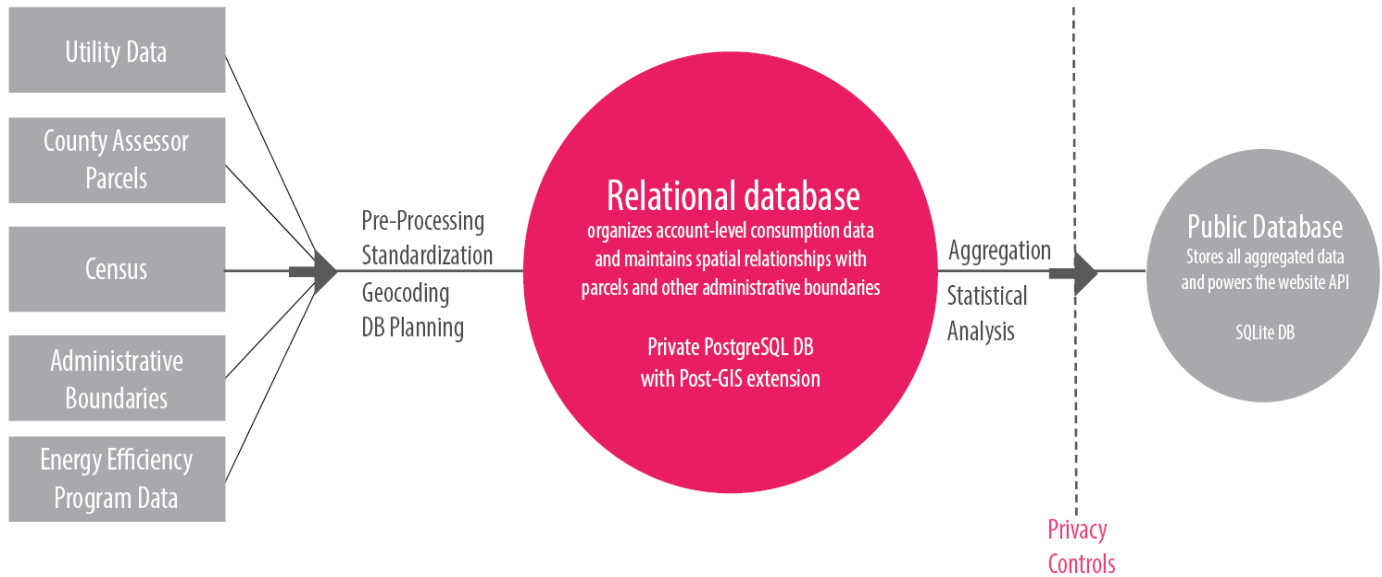 Utility Data
County Assessor
Parcels
Census
Administrative
Boundaries
Energy Efficiency
Program Data
Pre-Processing
Standardization
Geocoding
DB Planning
Relational database
organizes account-level consumption data
and maintains spatial relationships with
parcels and other administrative boundaries
Private PostgreSQL DB
with Post-GIS extension
Aggregation
Statistical
Analysis
Privacy
Controls
Public Database
Stores all aggregated data
and powers the website API
SQLite DB